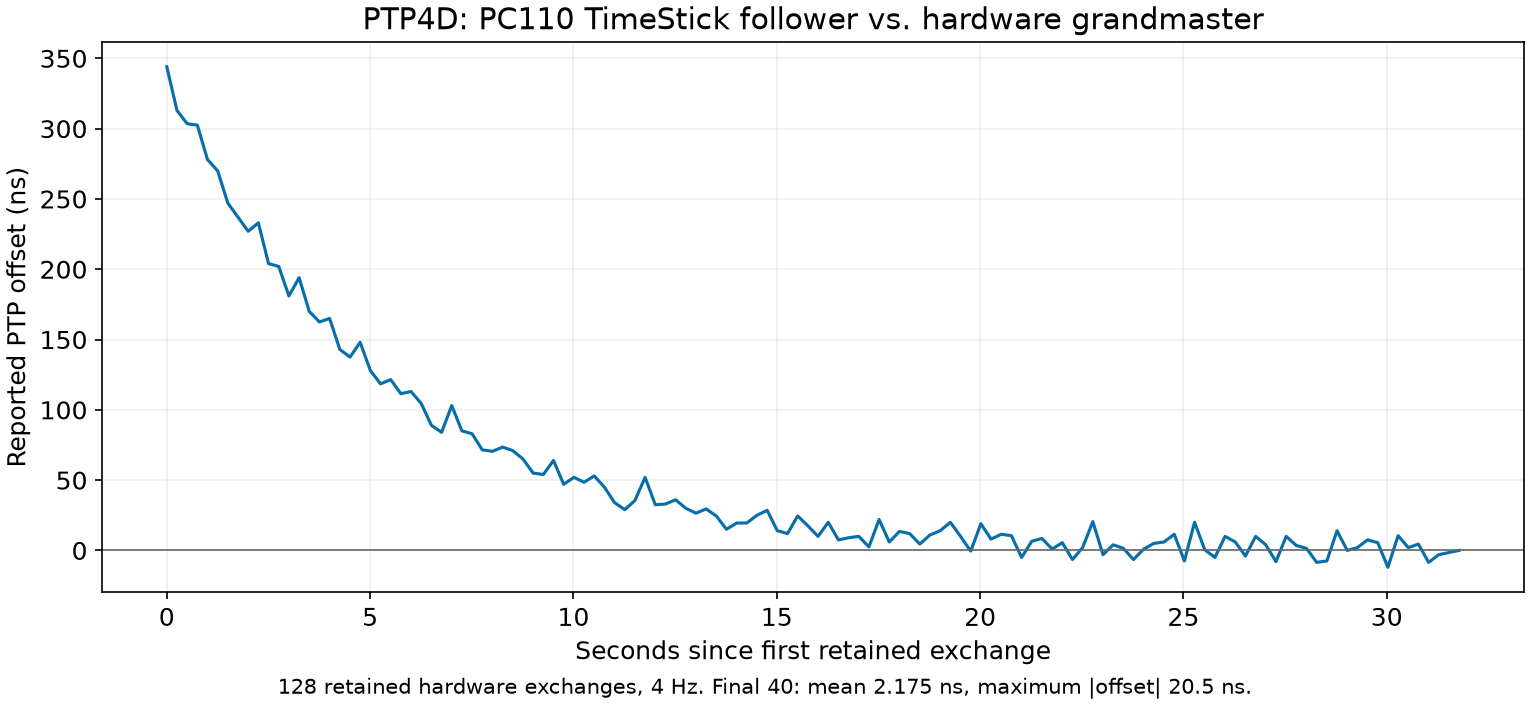 PTP4D: PC110 TimeStick follower vs. hardware grandmaster
Reported PTP offset (ns)
350
300
250
200
150
100
50
0
0 5 10 15 20 25 30
Seconds since first retained exchange
128 retained hardware exchanges, 4 Hz. Final 40: mean 2.175 ns, maximum |offset| 20.5 ns.